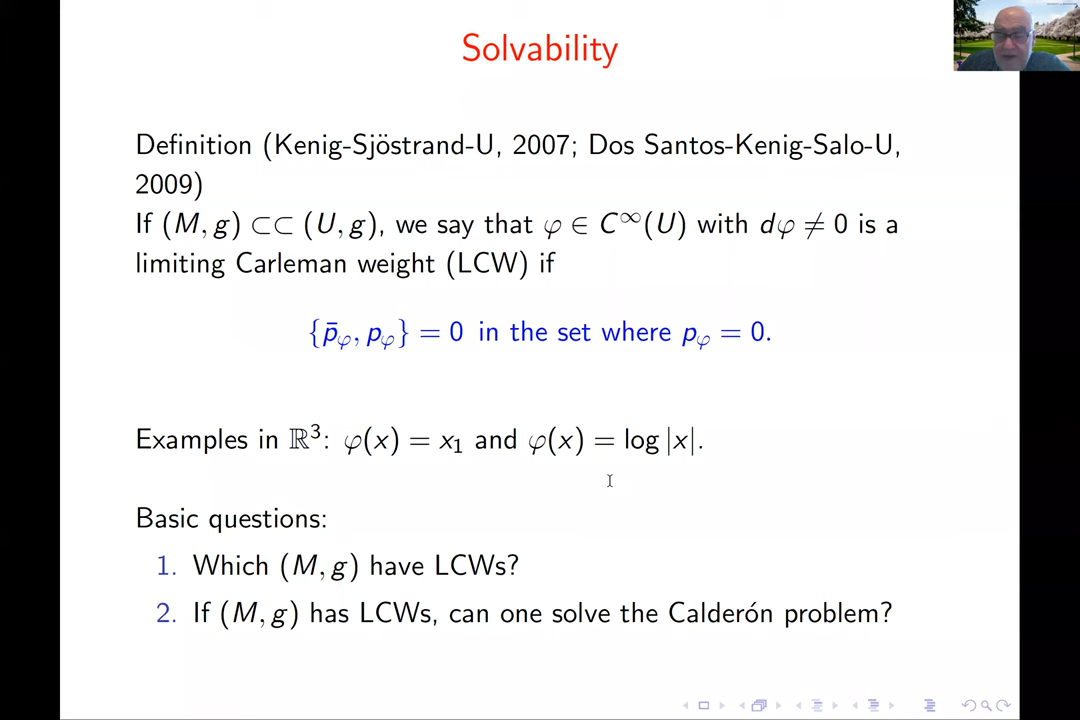 Solvability
Definition (Kenig-Sjöstrand-U, 2007; Dos Santos-Kenig-Salo-U,
2009)
If (M, g) ⊂⊂ (U, g), we say that φ ∈ C^∞(U) with dφ ≠ 0 is a
limiting Carleman weight (LCW) if
{p̄_φ, p_φ} = 0 in the set where p_φ = 0.
Examples in ℝ³: φ(x) = x₁ and φ(x) = log |x|.
Basic questions:
1. Which (M, g) have LCWs?
2. If (M, g) has LCWs, can one solve the Calderón problem?